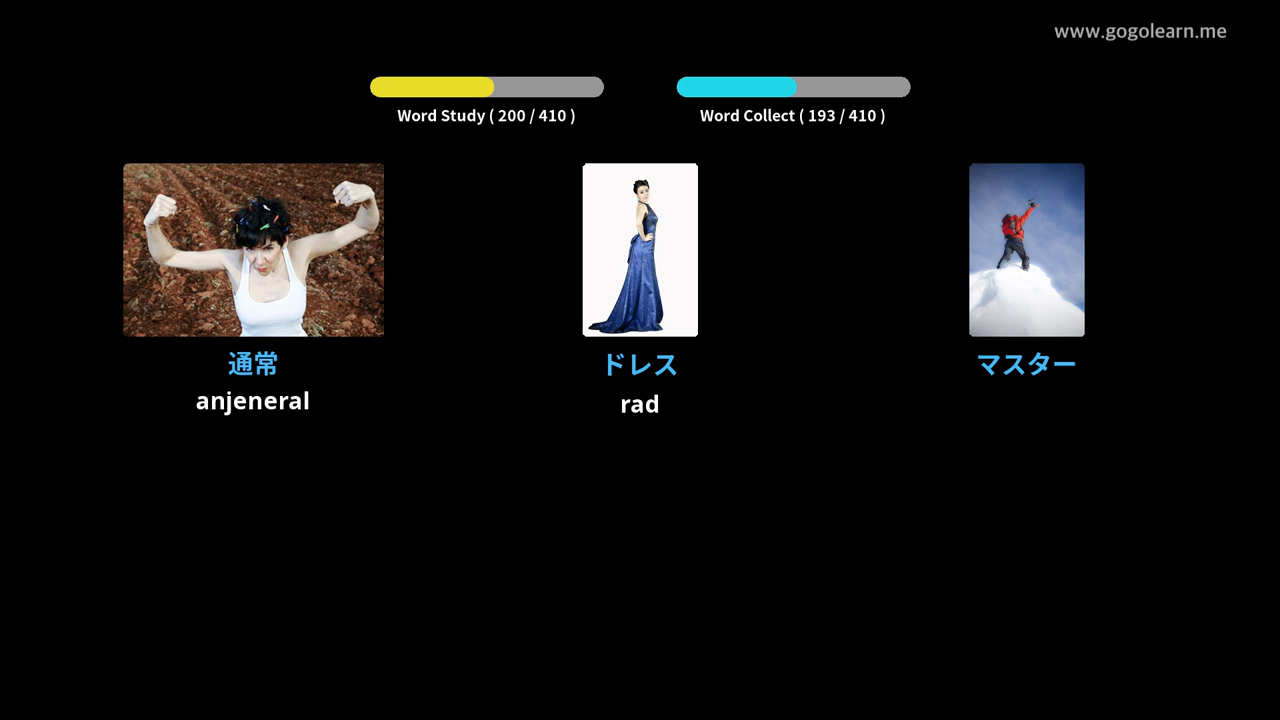 www.gogolearn.me
Word Study ( 200 / 410 )
Word Collect ( 193 / 410 )
通常
anjeneral
ドレス
rad
マスター